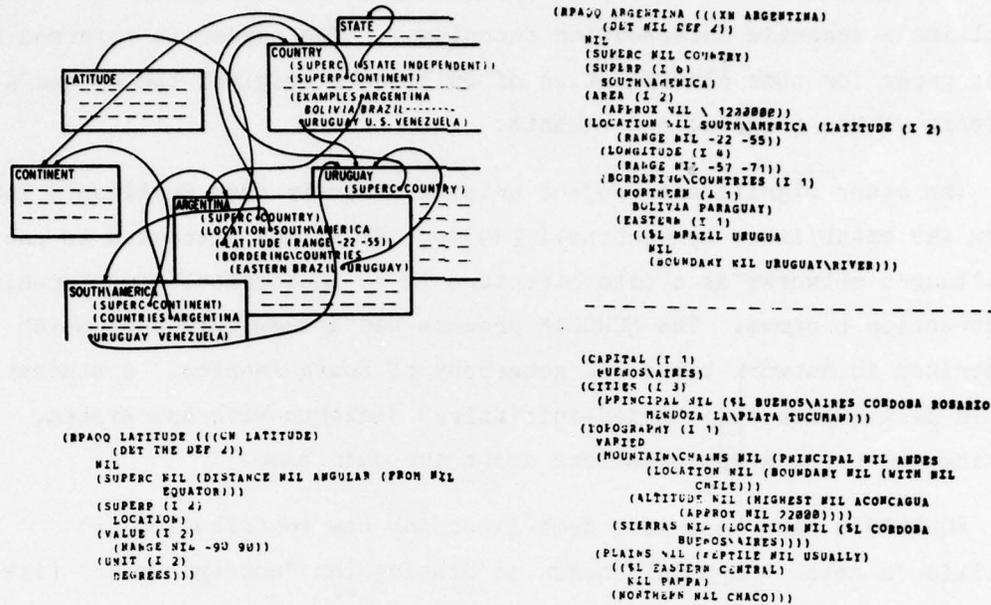 STATE
COUNTRY
(SUPERC STATE INDEPENDENT)
(SUPERP CONTINENT)
(EXAMPLES ARGENTINA
BOLIVIA BRAZIL------
URUGUAY U.S. VENEZUELA)
LATITUDE
CONTINENT
URUGUAY
(SUPERC COUNTRY)
ARGENTINA
(SUPERC COUNTRY)
(LOCATION SOUTH\AMERICA
(LATITUDE (RANGE -22 -55))
(BORDERING\COUNTRIES
(EASTERN BRAZIL URUGUAY)
SOUTH\AMERICA
(SUPERC CONTINENT)
(COUNTRIES ARGENTINA
URUGUAY VENEZUELA)
(RPAQQ LATITUDE (((CN LATITUDE)
(DET THE DEF 4))
NIL
(SUPERC NIL (DISTANCE NIL ANGULAR (FROM NIL
EQUATOR)))
(SUPERP (I 2)
LOCATION)
(VALUE (I 2)
(RANGE NIL -90 90))
(UNIT (I 2)
DEGREES)))
(RPAQQ ARGENTINA (((XN ARGENTINA)
(DET NIL DEF 4))
NIL
(SUPERC NIL COUNTRY)
(SUPERP (I 6)
SOUTH\AMERICA)
(AREA (I 2)
(APPROX NIL \ 1220000))
(LOCATION NIL SOUTH\AMERICA (LATITUDE (I 2)
(RANGE NIL -22 -55))
(LONGITUDE (I 4)
(RANGE NIL -57 -71))
(BORDERING\COUNTRIES (I 1)
(NORTHERN (I 1)
BOLIVIA PARAGUAY)
(EASTERN (I 1)
(($L BRAZIL URUGUAY)
NIL
(BOUNDARY NIL URUGUAY\RIVER)))
(CAPITAL (I 1)
BUENOS\AIRES)
(CITIES (I 3)
(PRINCIPAL NIL ($L BUENOS\AIRES CORDOBA ROSARIO
MENDOZA LA\PLATA TUCUMAN)))
(TOPOGRAPHY (I 1)
VARIED
(MOUNTAIN\CHAINS NIL (PRINCIPAL NIL ANDES
(LOCATION NIL (BOUNDARY NIL (WITH NIL
CHILE)))
(ALTITUDE NIL (HIGHEST NIL ACONCAGUA
(APPROX NIL 22000))))
(SIERRAS NIL (LOCATION NIL ($L CORDOBA
BUENOS\AIRES))))
(PLAINS NIL (FERTILE NIL USUALLY)
(($L EASTERN CENTRAL)
NIL PAMPA)
(NORTHERN NIL CHACO)))